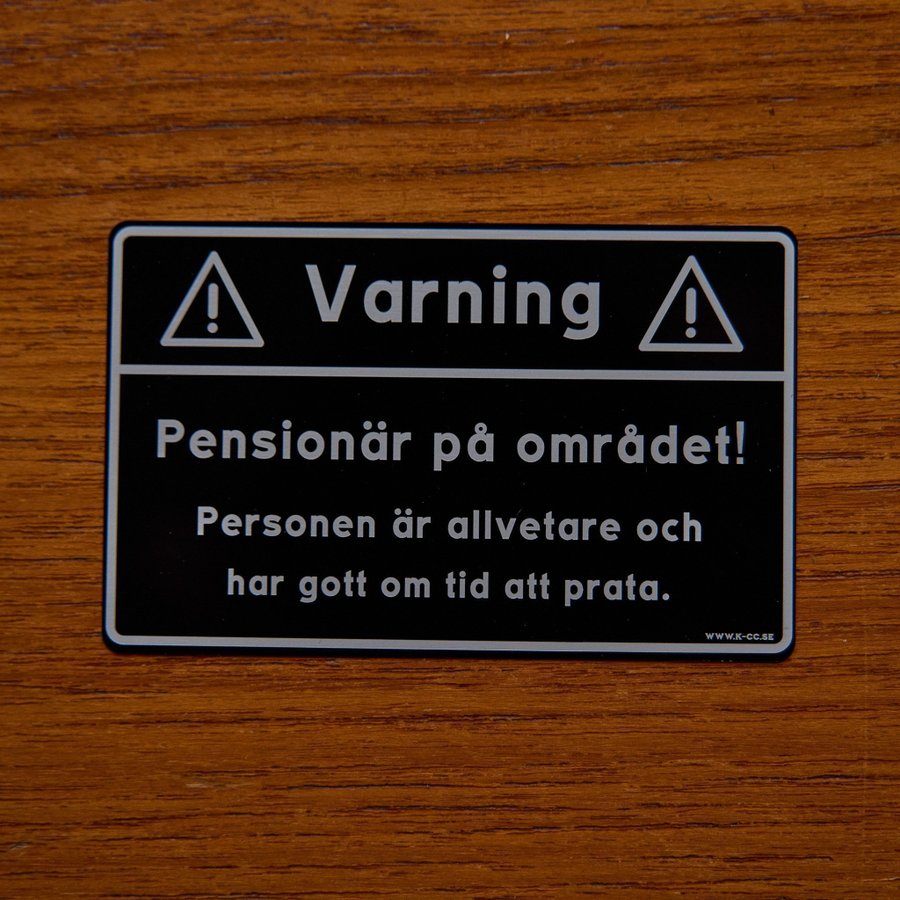 Varning
Pensionär på området!
Personen är allvetare och
har gott om tid att prata.
WWW.K-CC.SE